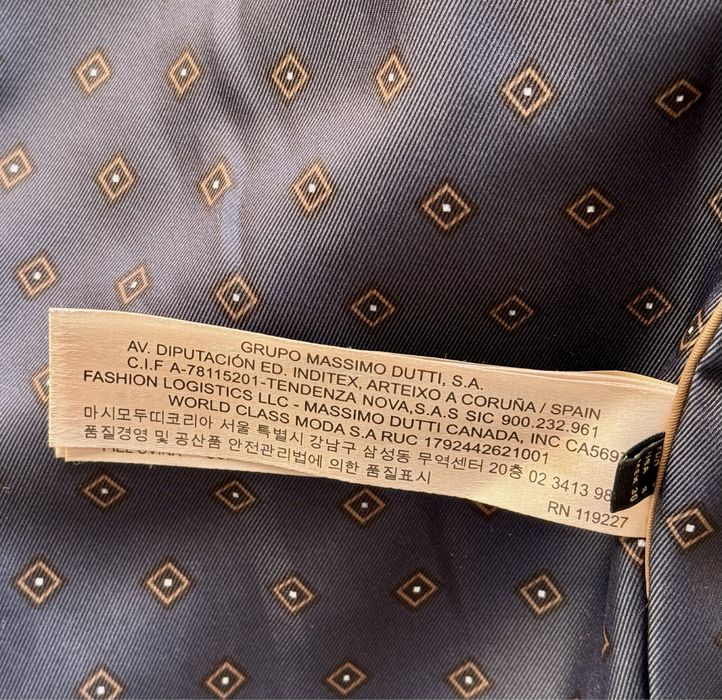 GRUPO MASSIMO DUTTI, S.A.
AV. DIPUTACIÓN ED. INDITEX, ARTEIXO A CORUÑA / SPAIN
C.I.F A-78115201-TENDENZA NOVA,S.A.S SIC 900.232.961
FASHION LOGISTICS LLC - MASSIMO DUTTI CANADA, INC CA5697
WORLD CLASS MODA S.A RUC 1792442621001
마시모두띠코리아 서울 특별시 강남구 삼성동 무역센터 20층 02 3413 98
품질경영 및 공산품 안전관리법에 의한 품질표시
RN 119227